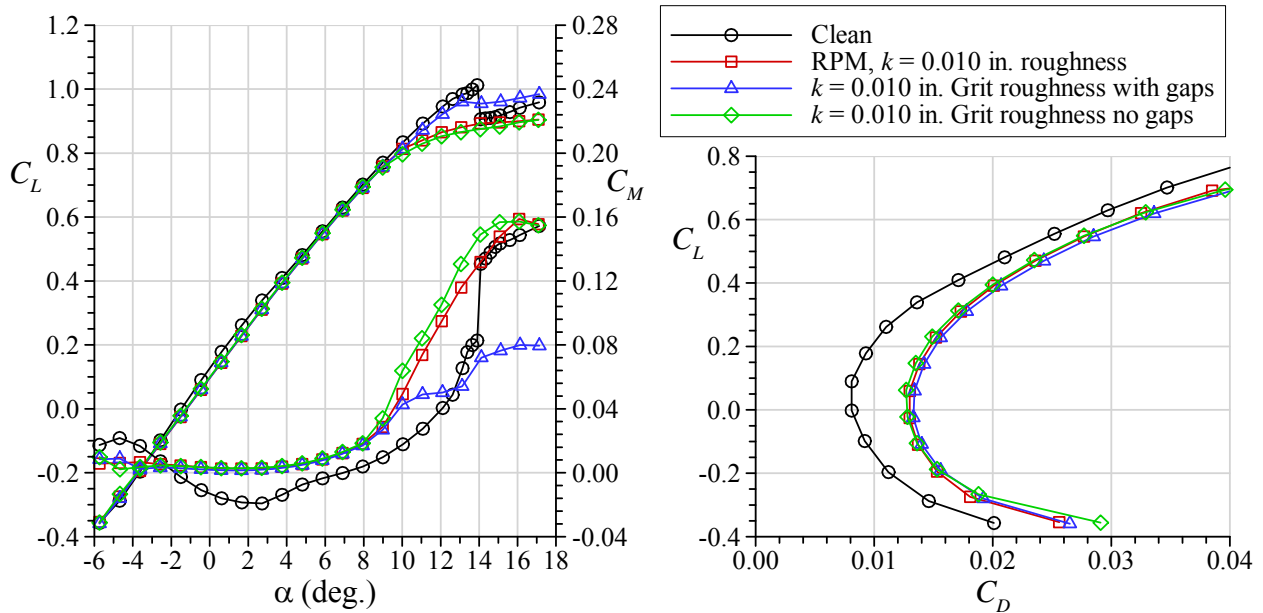 1.2
1.0
0.8
0.6
0.4
0.2
0.0
-0.2
-0.4
C_L
0.28
0.24
0.20
0.16
0.12
0.08
0.04
0.00
-0.04
C_M
-6 -4 -2 0 2 4 6 8 10 12 14 16 18
α (deg.)
Clean
RPM, k = 0.010 in. roughness
k = 0.010 in. Grit roughness with gaps
k = 0.010 in. Grit roughness no gaps
0.8
0.6
0.4
0.2
0.0
-0.2
-0.4
C_L
0.00 0.01 0.02 0.03 0.04
C_D